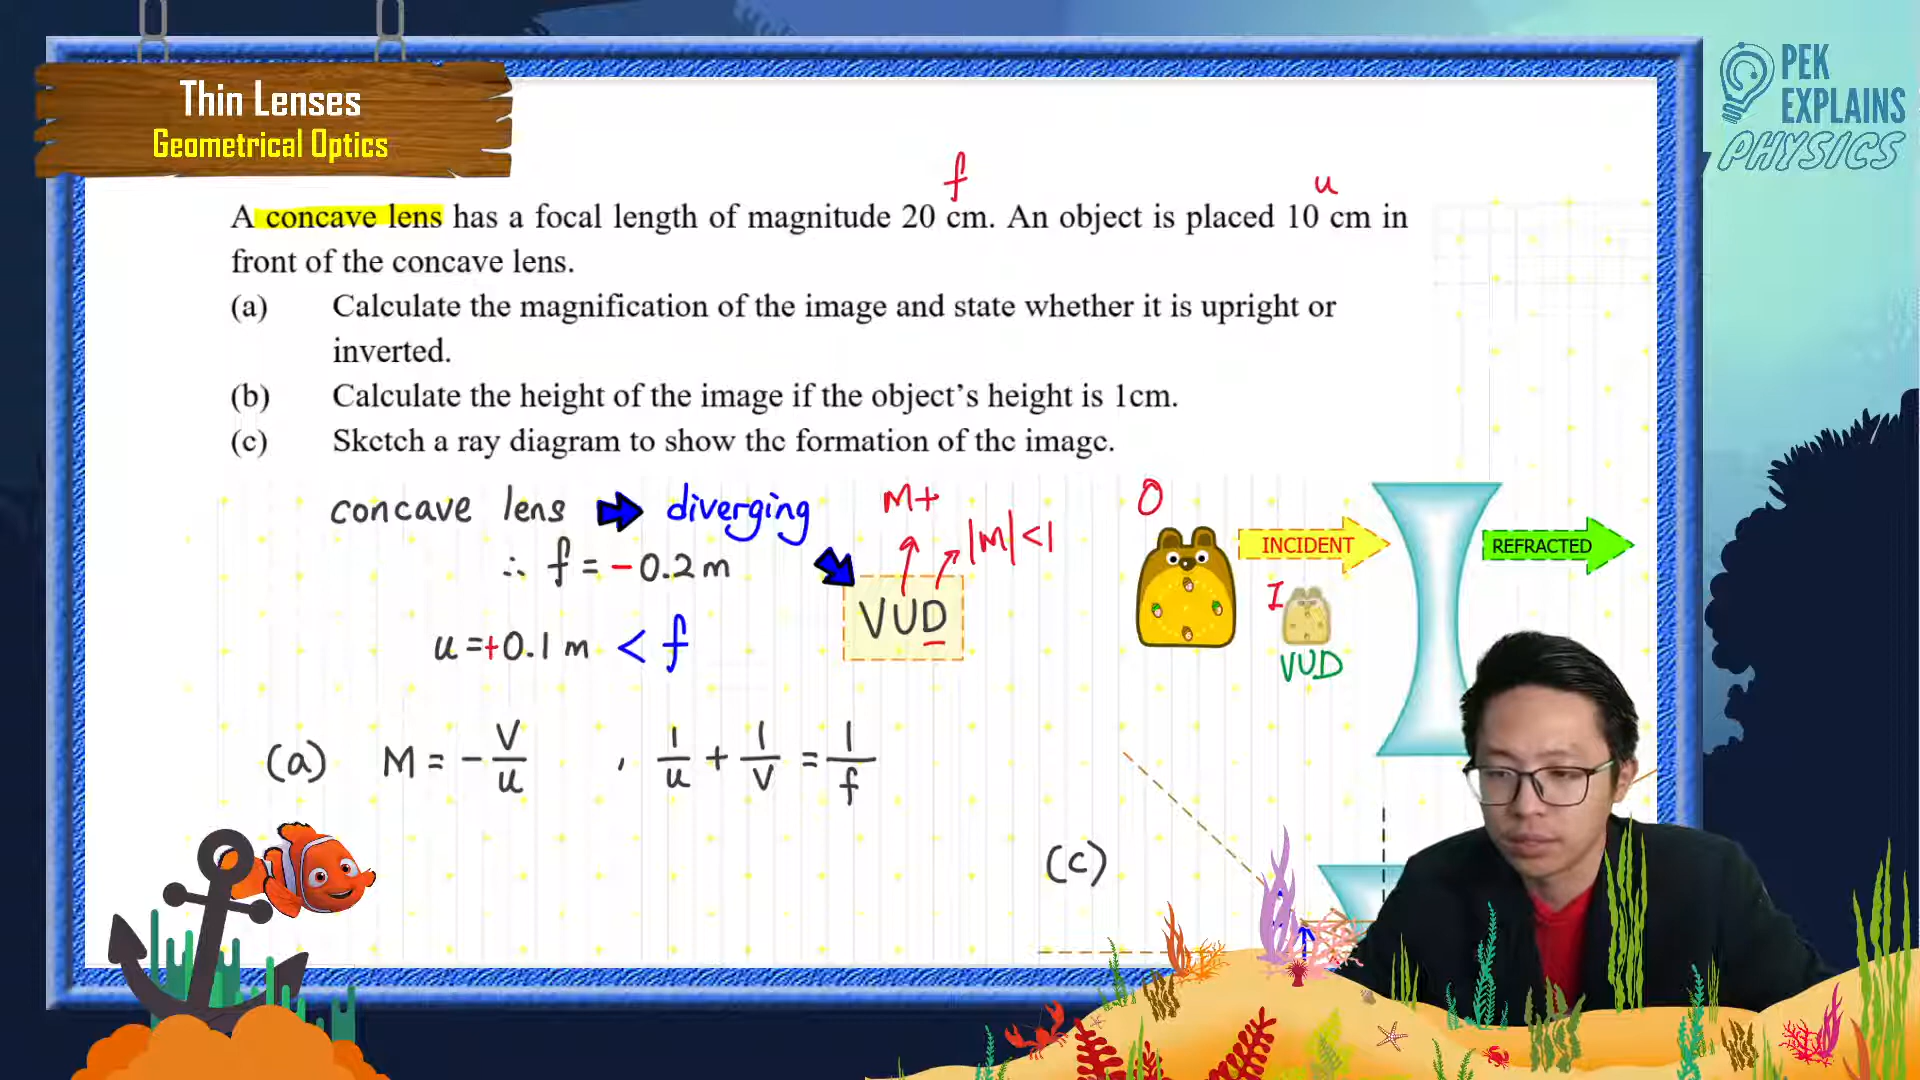 Thin Lenses
Geometrical Optics
PEK
EXPLAINS
PHYSICS
f
u
A concave lens has a focal length of magnitude 20 cm. An object is placed 10 cm in
front of the concave lens.
(a) Calculate the magnification of the image and state whether it is upright or
inverted.
(b) Calculate the height of the image if the object's height is 1cm.
(c) Sketch a ray diagram to show the formation of the image.
concave lens ➡ diverging
∴ f = -0.2 m
u = +0.1 m < f
M+
|M| < 1
VUD
O
INCIDENT
REFRACTED
I
VUD
(a) M = - V/u , 1/u + 1/V = 1/f
(c)